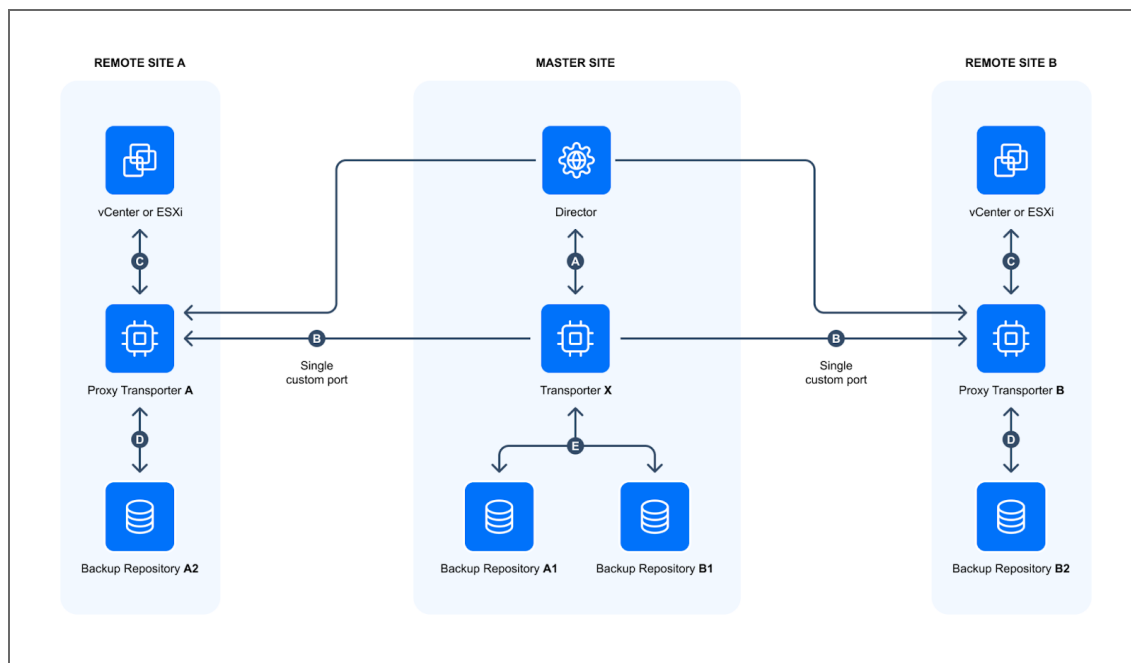 REMOTE SITE A
MASTER SITE
REMOTE SITE B
vCenter or ESXi
Director
vCenter or ESXi
C
A
C
B
B
Single
custom port
Single
custom port
Proxy Transporter A
Transporter X
Proxy Transporter B
D
E
D
Backup Repository A2
Backup Repository A1
Backup Repository B1
Backup Repository B2